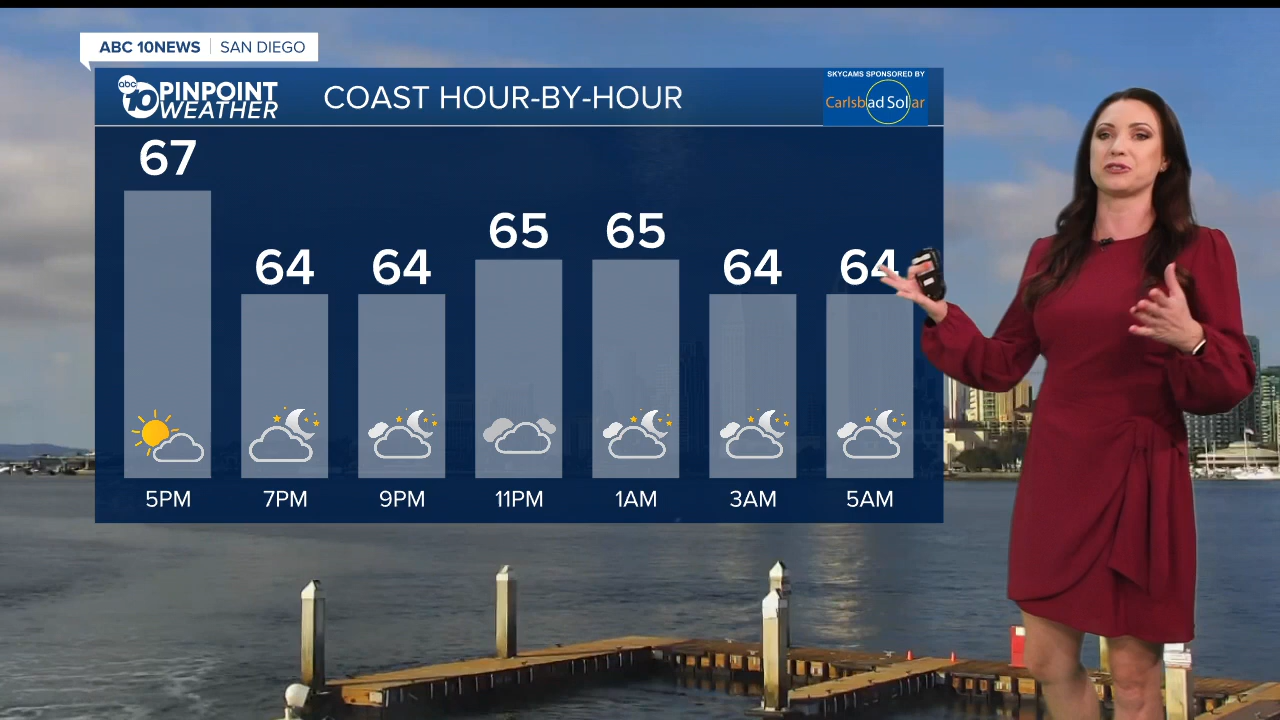 ABC 10NEWS | SAN DIEGO
abc 10 PINPOINT WEATHER
COAST HOUR-BY-HOUR
SKYCAMS SPONSORED BY
Carlsbad Solar
67
64
64
65
65
64
64
5PM
7PM
9PM
11PM
1AM
3AM
5AM